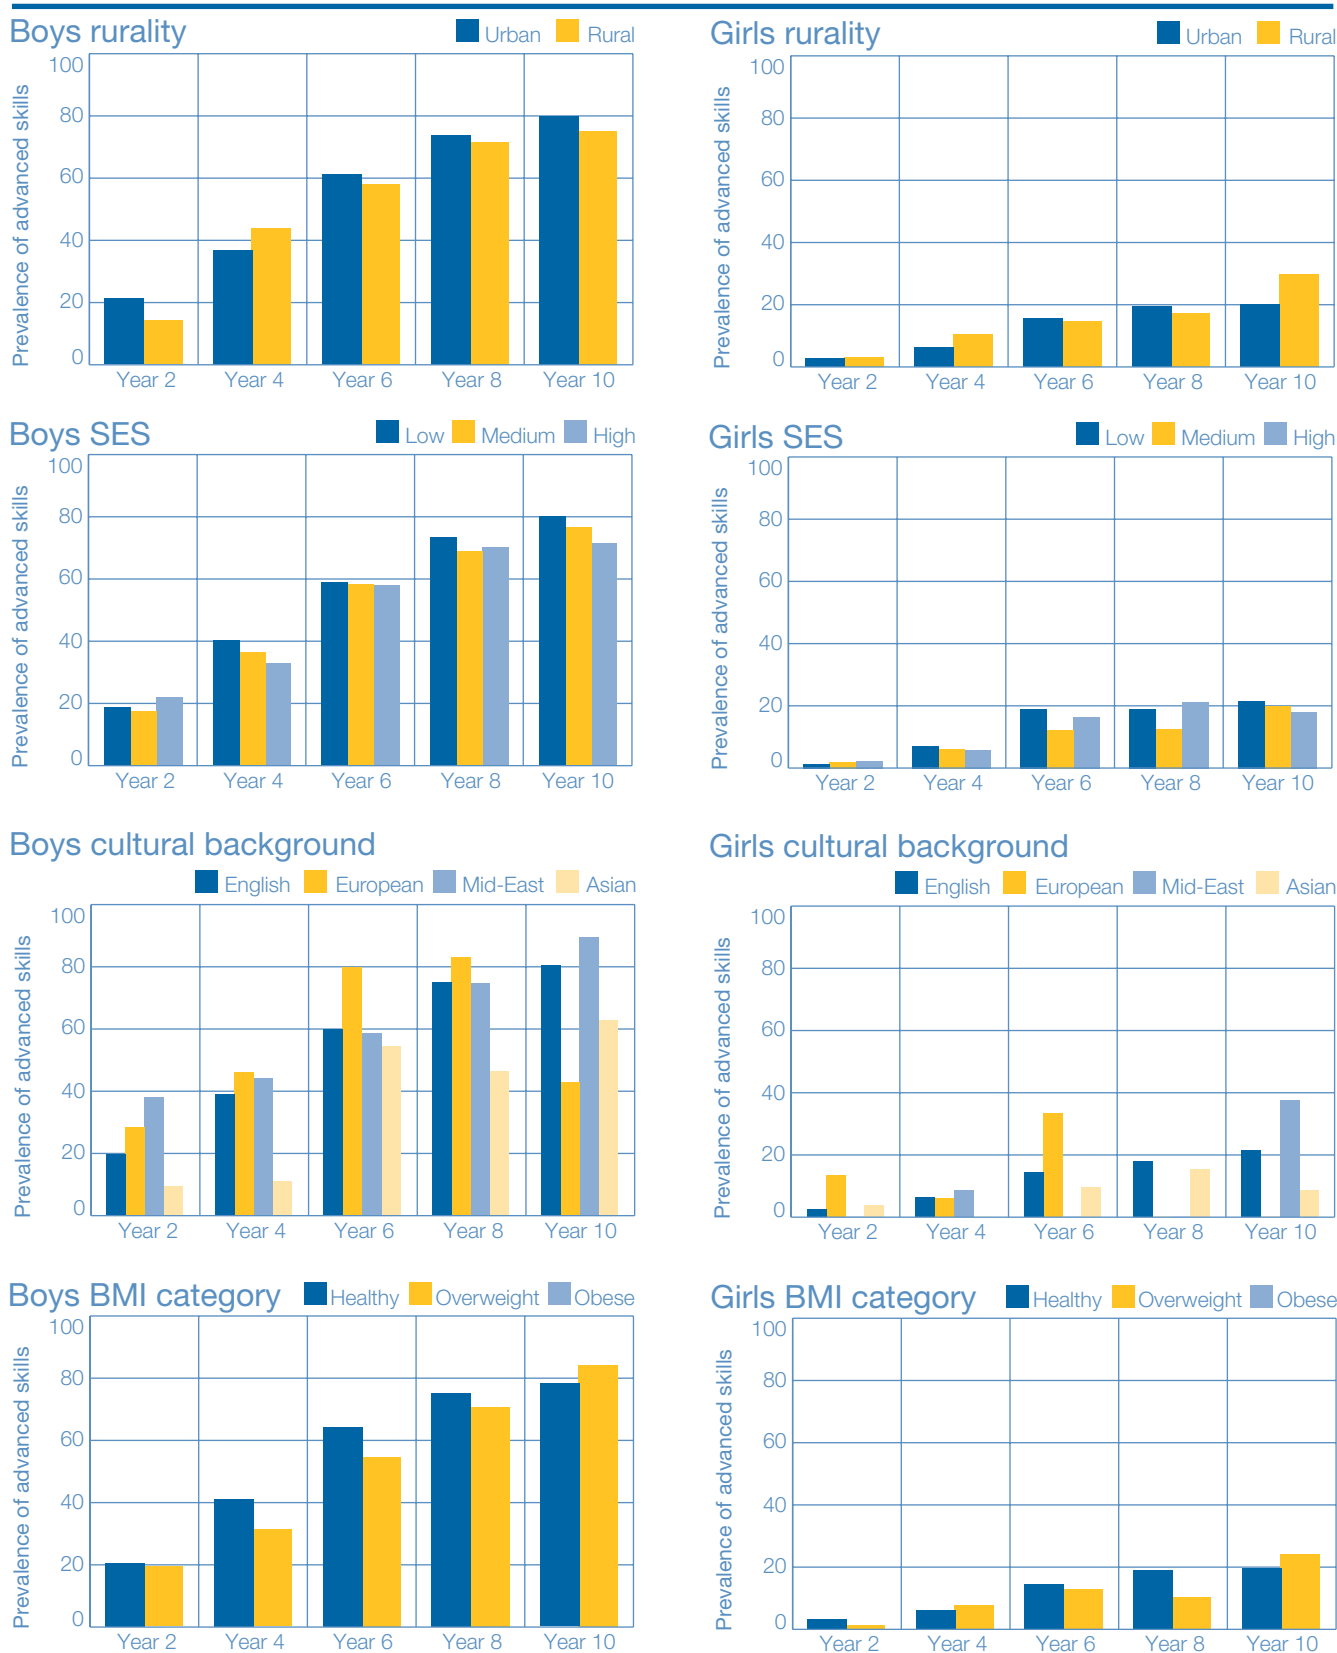 Boys rurality
Urban Rural
Prevalence of advanced skills
100
80
60
40
20
0
Year 2 Year 4 Year 6 Year 8 Year 10
Girls rurality
Urban Rural
Prevalence of advanced skills
100
80
60
40
20
0
Year 2 Year 4 Year 6 Year 8 Year 10
Boys SES
Low Medium High
Prevalence of advanced skills
100
80
60
40
20
0
Year 2 Year 4 Year 6 Year 8 Year 10
Girls SES
Low Medium High
Prevalence of advanced skills
100
80
60
40
20
0
Year 2 Year 4 Year 6 Year 8 Year 10
Boys cultural background
English European Mid-East Asian
Prevalence of advanced skills
100
80
60
40
20
0
Year 2 Year 4 Year 6 Year 8 Year 10
Girls cultural background
English European Mid-East Asian
Prevalence of advanced skills
100
80
60
40
20
0
Year 2 Year 4 Year 6 Year 8 Year 10
Boys BMI category
Healthy Overweight Obese
Prevalence of advanced skills
100
80
60
40
20
0
Year 2 Year 4 Year 6 Year 8 Year 10
Girls BMI category
Healthy Overweight Obese
Prevalence of advanced skills
100
80
60
40
20
0
Year 2 Year 4 Year 6 Year 8 Year 10